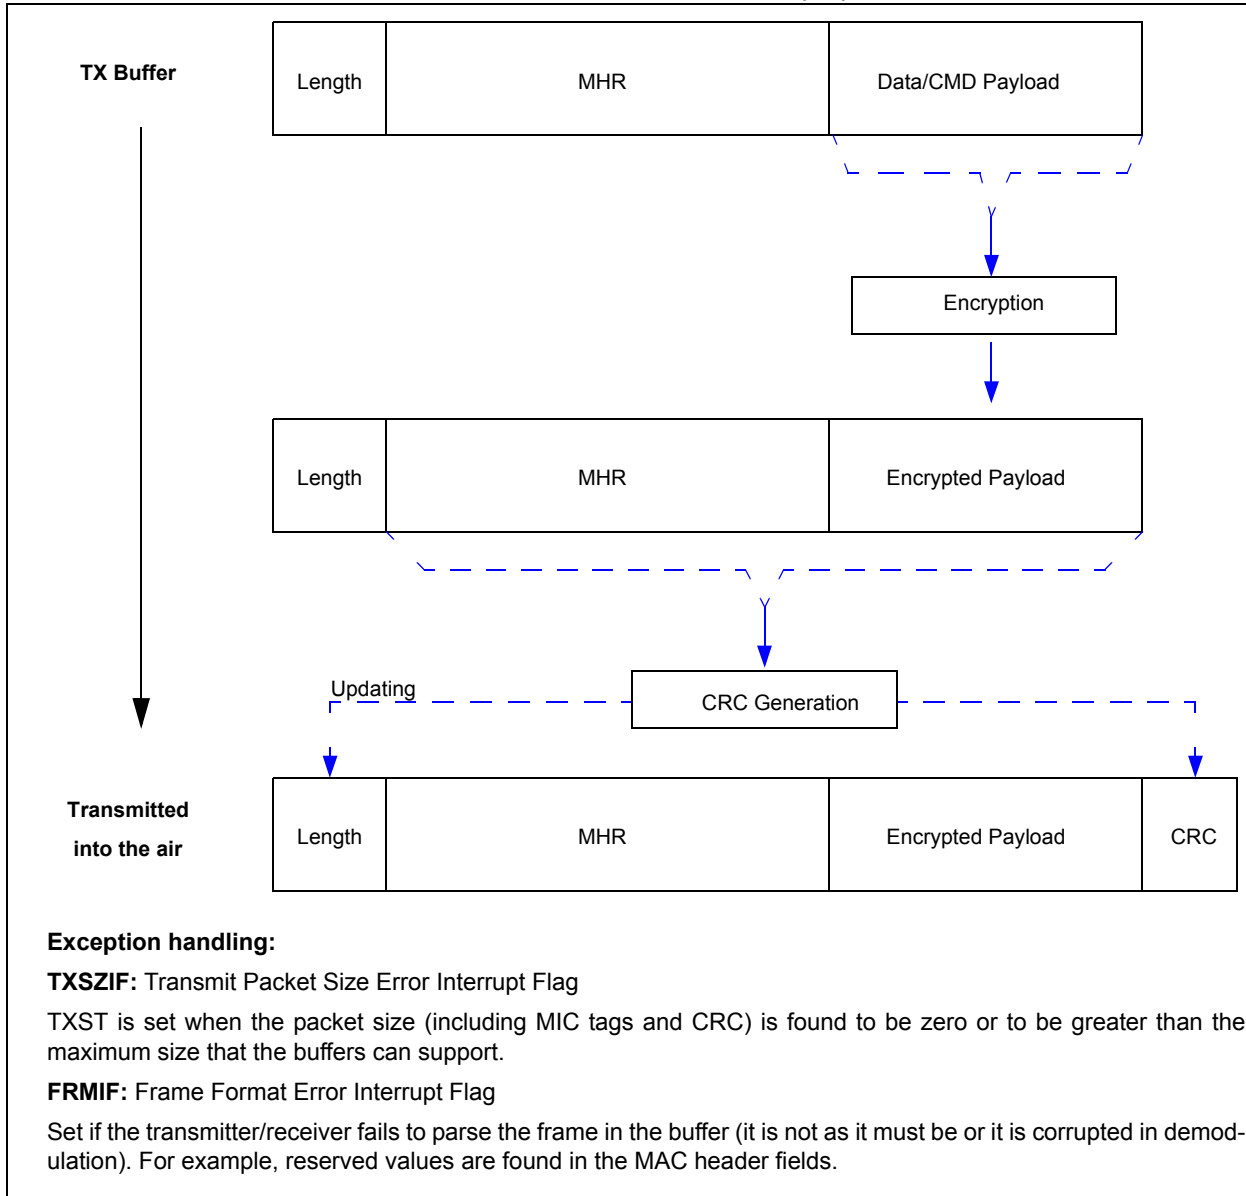 TX Buffer
Length
MHR
Data/CMD Payload
Encryption
Length
MHR
Encrypted Payload
Updating
CRC Generation
Transmitted
into the air
Length
MHR
Encrypted Payload
CRC
Exception handling:
TXSZIF: Transmit Packet Size Error Interrupt Flag
TXST is set when the packet size (including MIC tags and CRC) is found to be zero or to be greater than the
maximum size that the buffers can support.
FRMIF: Frame Format Error Interrupt Flag
Set if the transmitter/receiver fails to parse the frame in the buffer (it is not as it must be or it is corrupted in demod-
ulation). For example, reserved values are found in the MAC header fields.